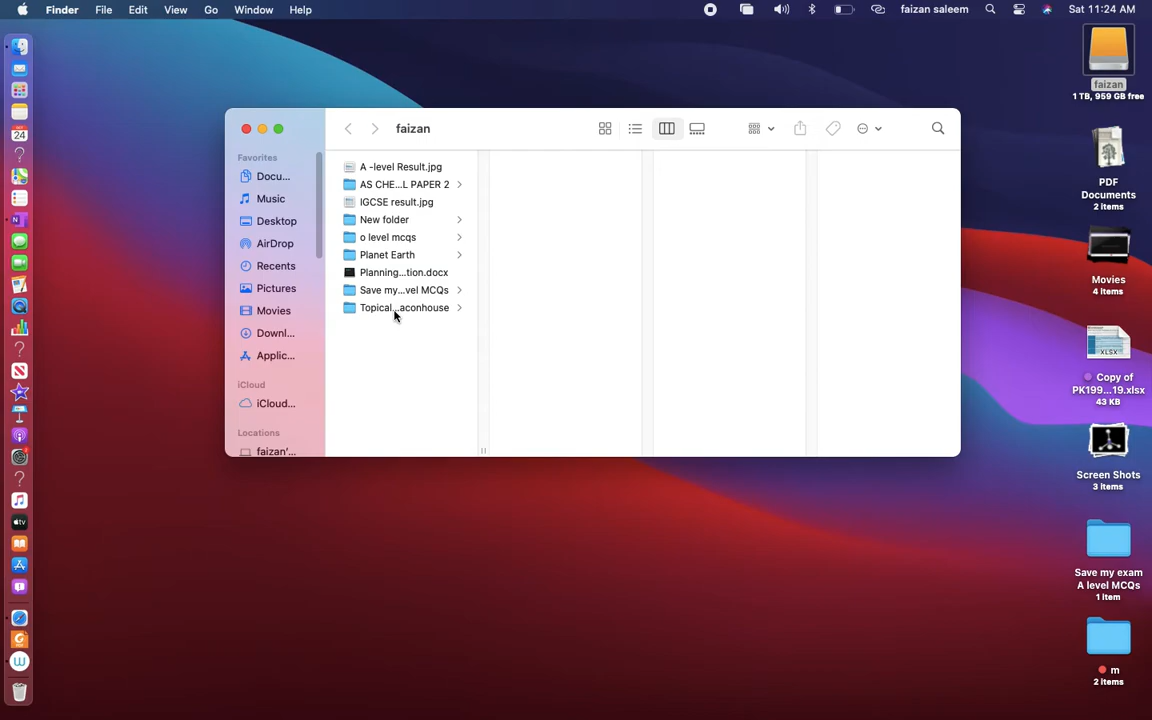 Finder File Edit View Go Window Help faizan saleem Sat 11:24 AM
faizan
1 TB, 959 GB free
faizan
Favorites
Docu...
Music
Desktop
AirDrop
Recents
Pictures
Movies
Downl...
Applic...
iCloud
iCloud...
Locations
faizan'...
A -level Result.jpg
AS CHE...L PAPER 2
IGCSE result.jpg
New folder
o level mcqs
Planet Earth
Planning...tion.docx
Save my...vel MCQs
Topical...aconhouse
PDF
Documents
2 items
Movies
4 items
XLSX
Copy of
PK199...19.xlsx
43 KB
Screen Shots
3 items
Save my exam
A level MCQs
1 item
m
2 items
24
tv